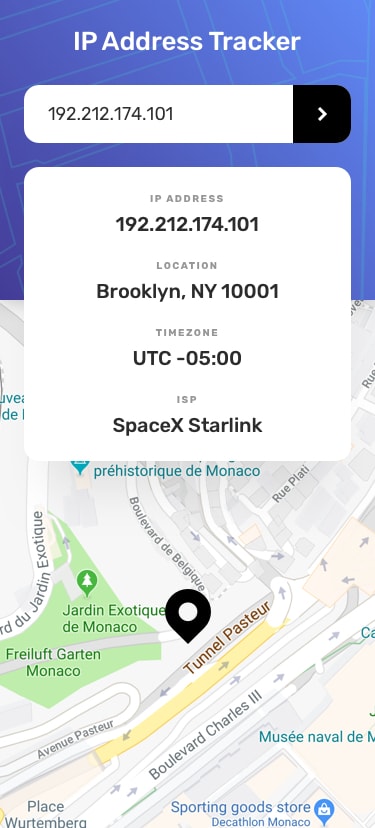 IP Address Tracker
192.212.174.101
IP ADDRESS
192.212.174.101
LOCATION
Brooklyn, NY 10001
TIMEZONE
UTC -05:00
ISP
SpaceX Starlink
préhistorique de Monaco
Rue Plati
Boulevard de Belgique
rd du Jardin Exotique
Jardin Exotique
de Monaco
Freiluft Garten
Monaco
Tunnel Pasteur
Avenue Pasteur
Boulevard Charles III
Musée naval de M
Sporting goods store
Decathlon Monaco
Place
Wurtemberg